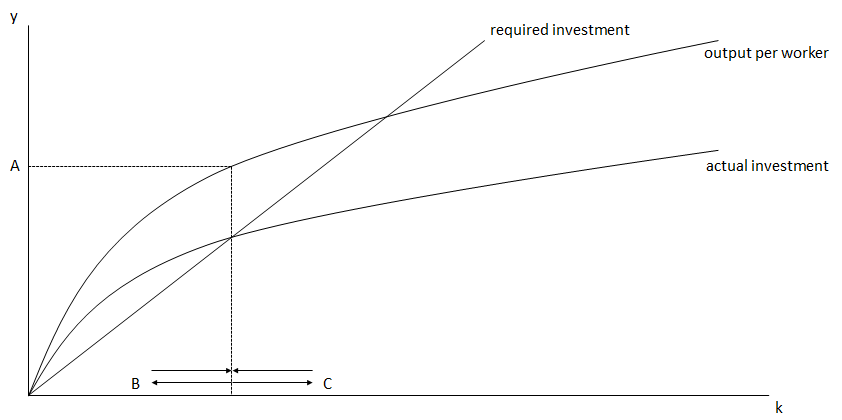 y
required investment
output per worker
A
actual investment
B
C
k